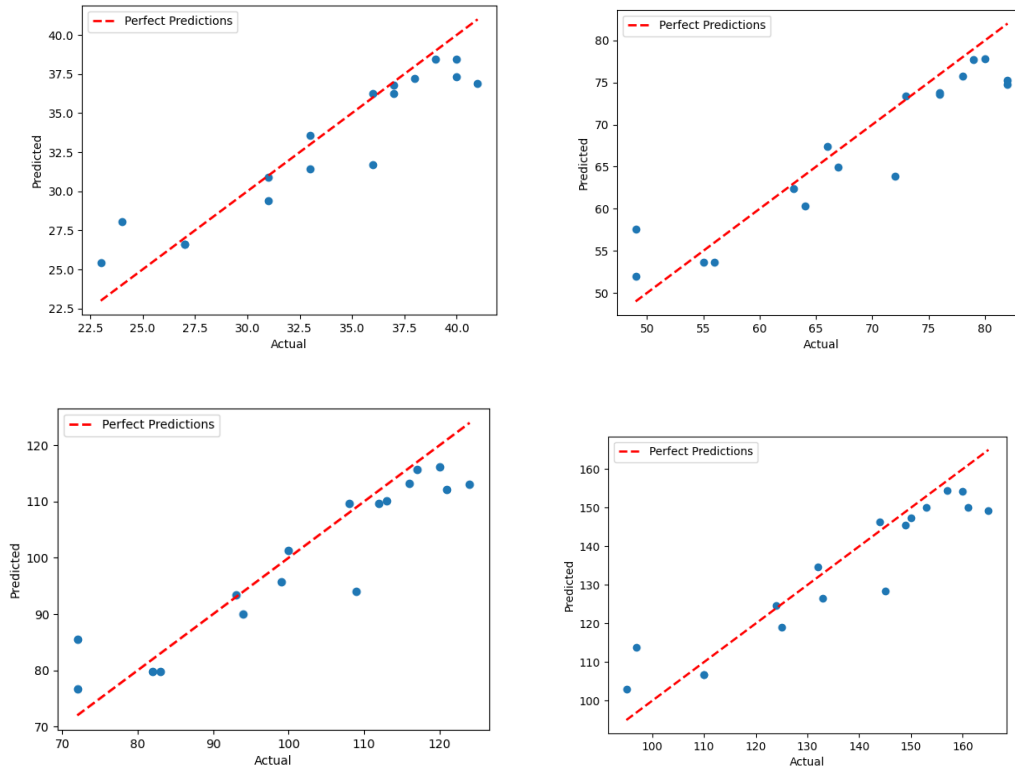 Perfect Predictions
40.0
37.5
35.0
32.5
30.0
27.5
25.0
22.5
Predicted
22.5 25.0 27.5 30.0 32.5 35.0 37.5 40.0
Actual
Perfect Predictions
80
75
70
65
60
55
50
Predicted
50 55 60 65 70 75 80
Actual
Perfect Predictions
120
110
100
90
80
70
Predicted
70 80 90 100 110 120
Actual
Perfect Predictions
160
150
140
130
120
110
100
Predicted
100 110 120 130 140 150 160
Actual